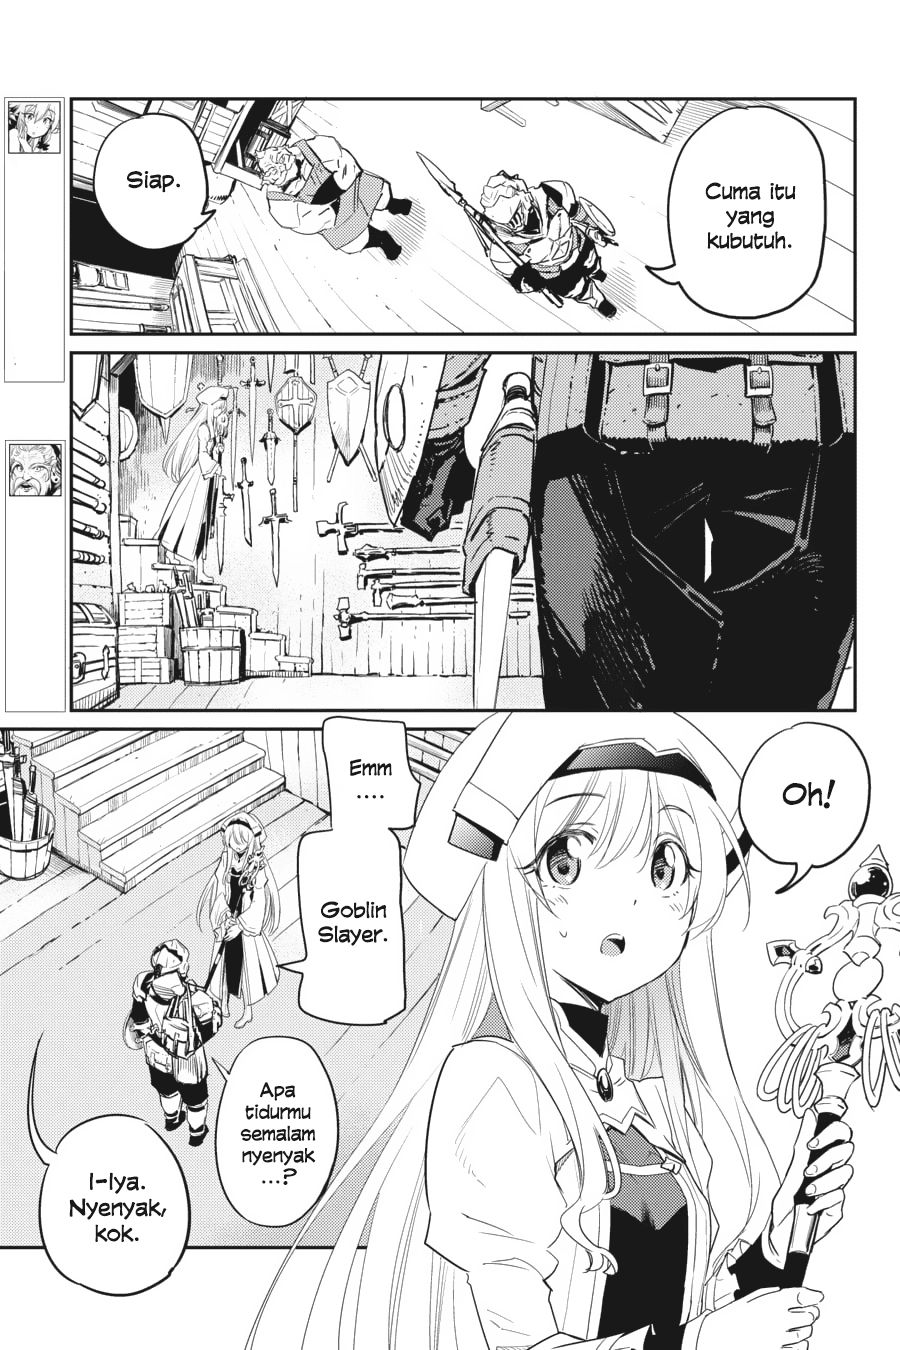 Cuma itu
yang
kubutuh.
Siap.
Oh!
Emm
....
Goblin
Slayer.
Apa
tidurmu
semalam
nyenyak
...?
I-Iya.
Nyenyak,
kok.